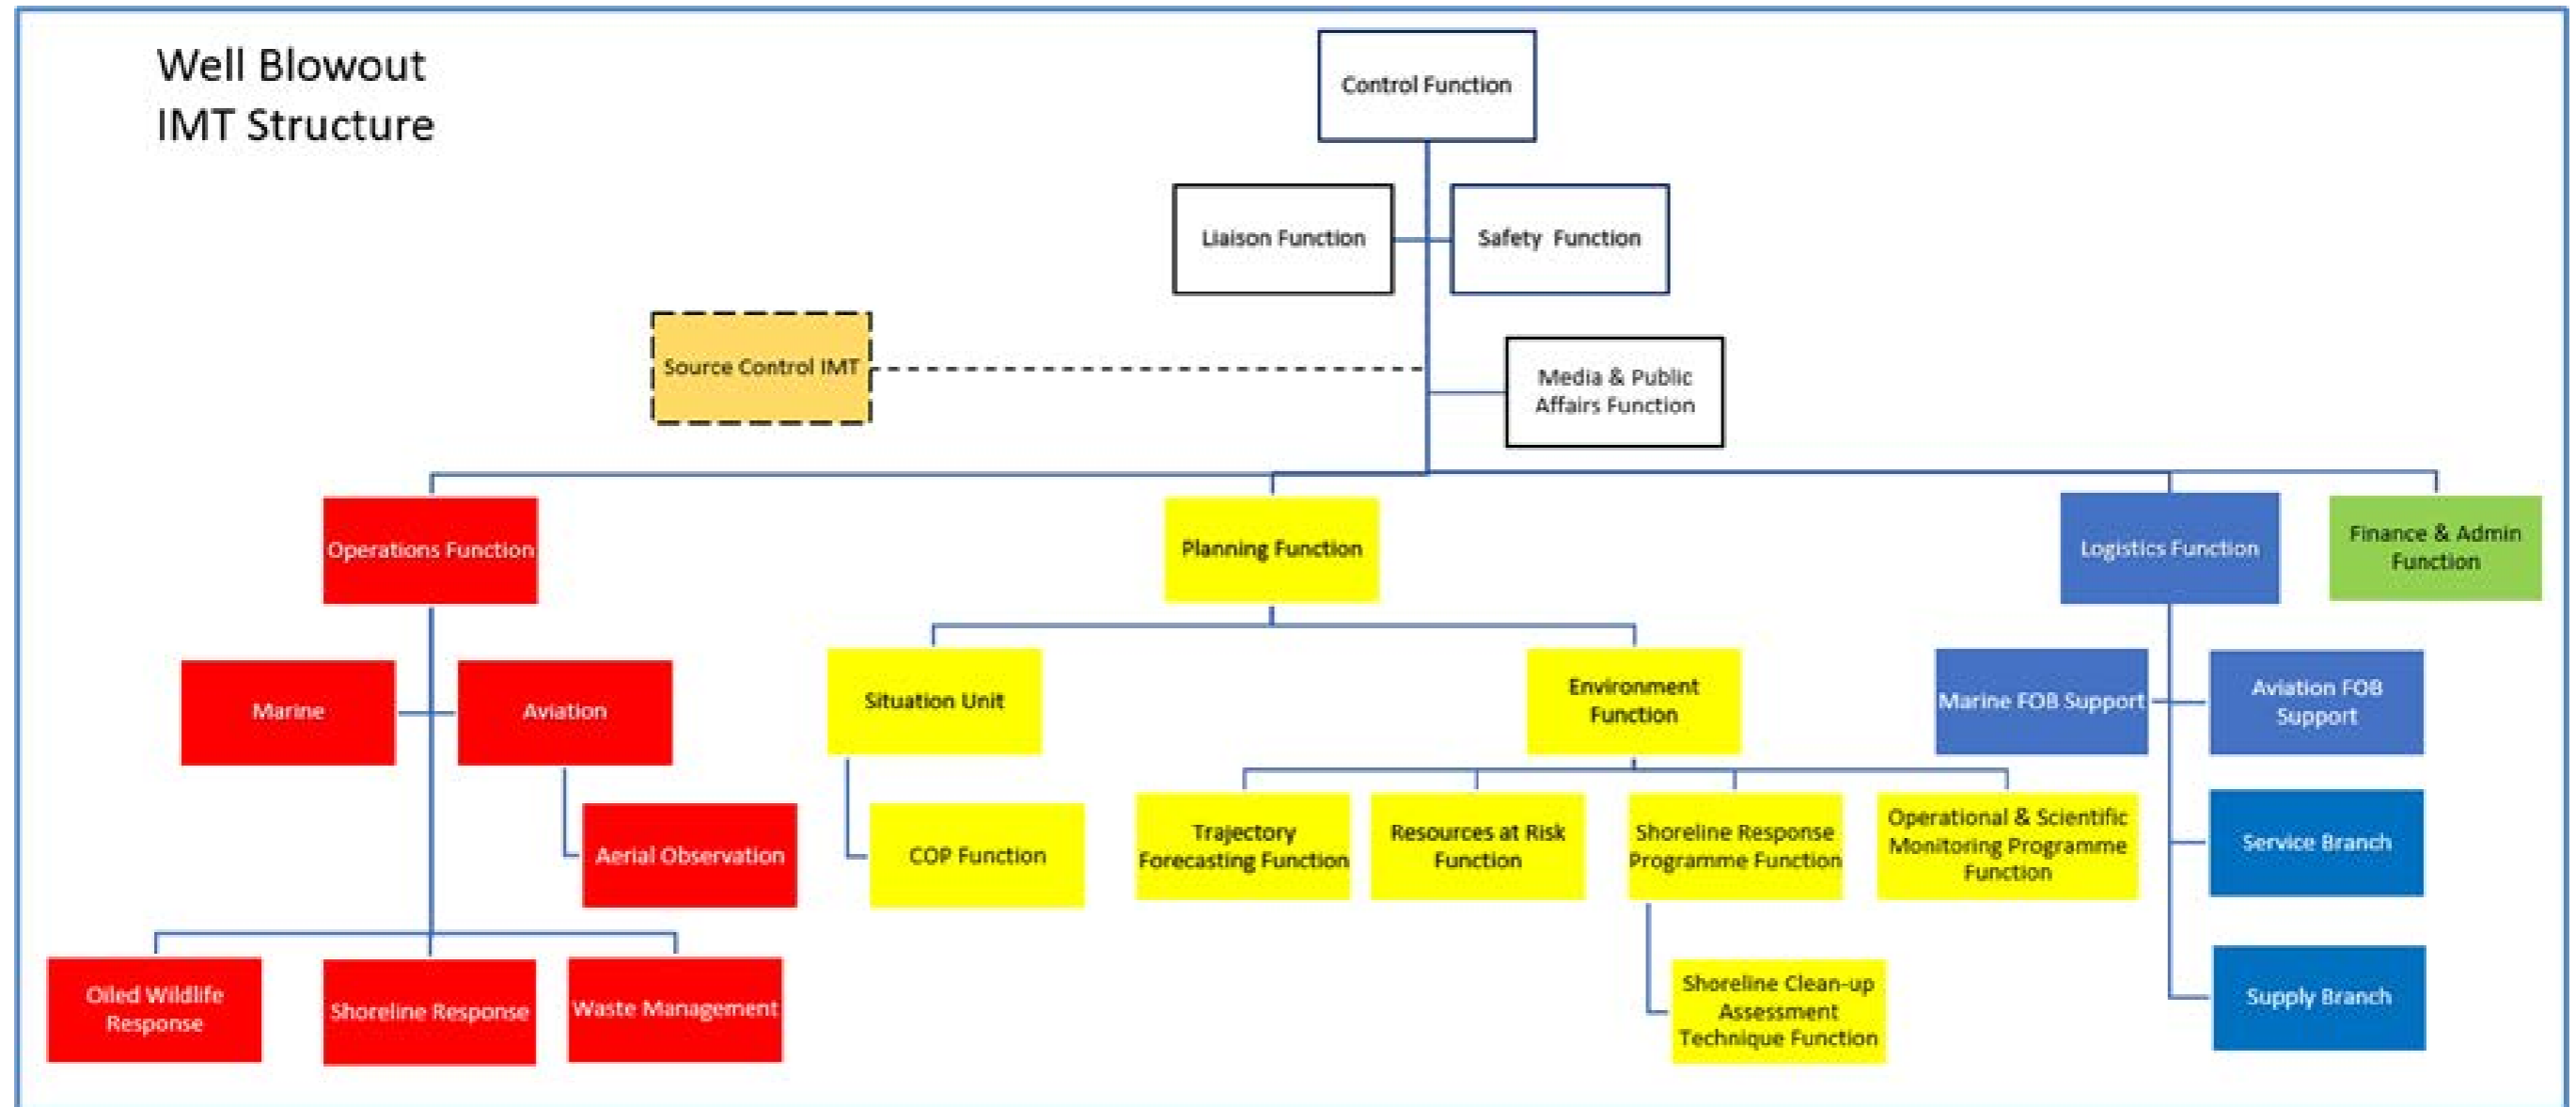 Well Blowout
IMT Structure
Control Function
Liaison Function
Safety Function
Source Control IMT
Media & Public
Affairs Function
Operations Function
Planning Function
Logistics Function
Finance & Admin
Function
Marine
Aviation
Situation Unit
Environment
Function
Marine FOB Support
Aviation FOB
Support
Aerial Observation
COP Function
Trajectory
Forecasting Function
Resources at Risk
Function
Shoreline Response
Programme Function
Operational & Scientific
Monitoring Programme
Function
Service Branch
Oiled Wildlife
Response
Shoreline Response
Waste Management
Shoreline Clean-up
Assessment
Technique Function
Supply Branch